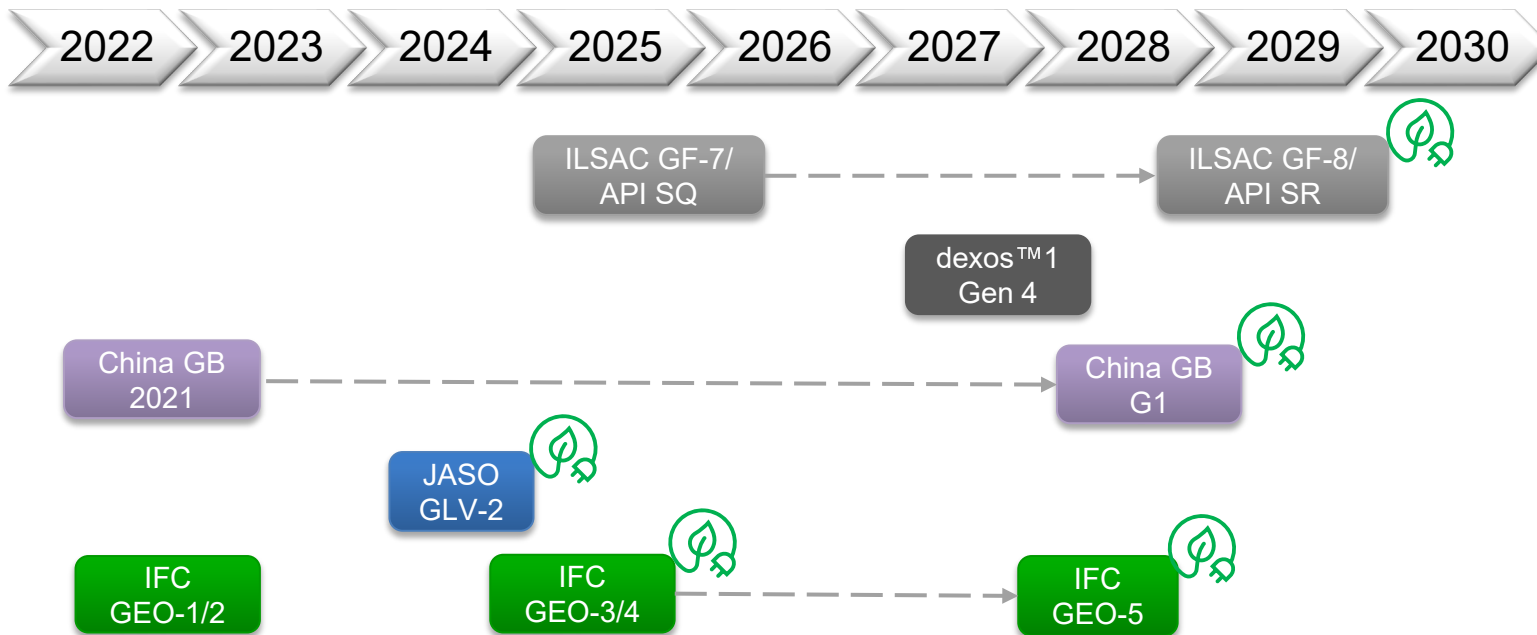 2022
2023
2024
2025
2026
2027
2028
2029
2030
ILSAC GF-7/
API SQ
ILSAC GF-8/
API SR
dexos™1
Gen 4
China GB
2021
China GB
G1
JASO
GLV-2
IFC
GEO-1/2
IFC
GEO-3/4
IFC
GEO-5